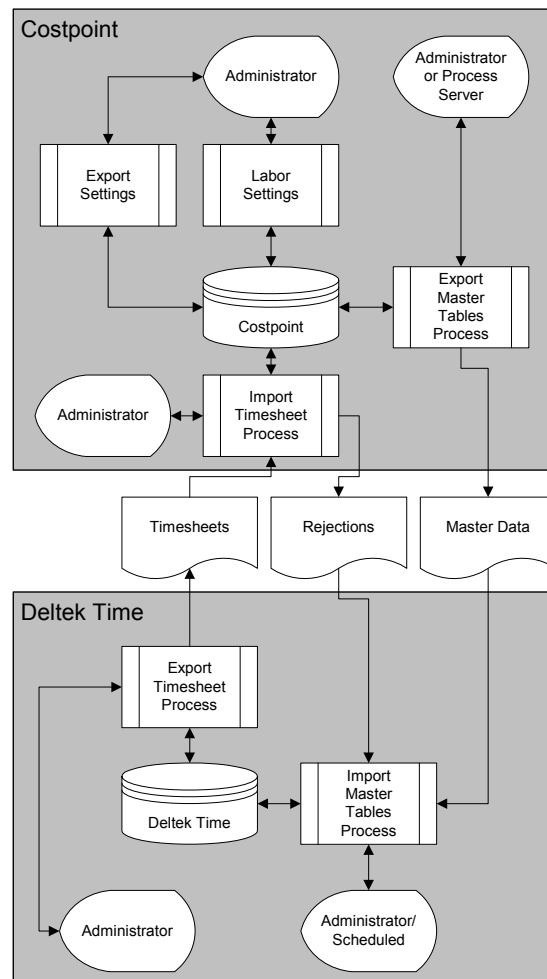 Costpoint
Administrator
Administrator
or Process
Server
Export
Settings
Labor
Settings
Costpoint
Export
Master
Tables
Process
Administrator
Import
Timesheet
Process
Timesheets
Rejections
Master Data
Deltek Time
Export
Timesheet
Process
Deltek Time
Import
Master
Tables
Process
Administrator
Administrator/
Scheduled